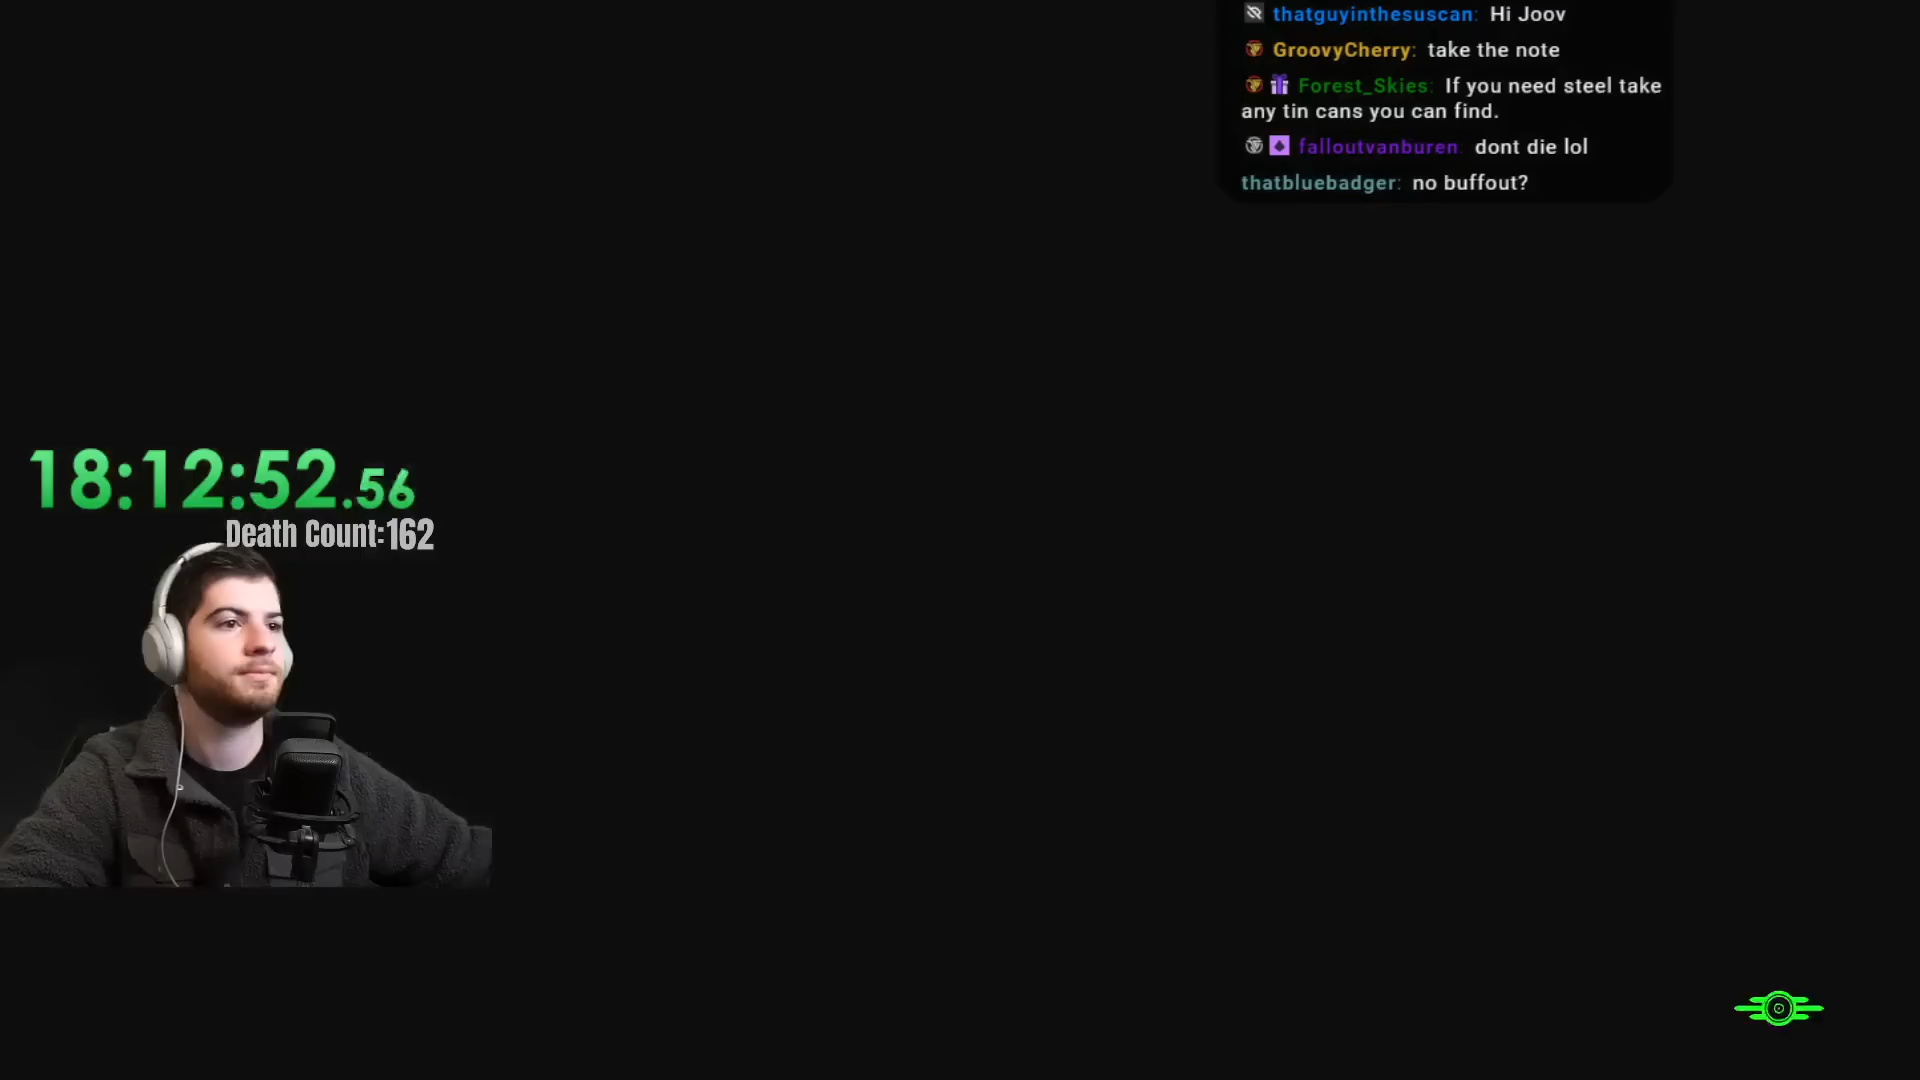 thatguyinthesuscan: Hi Joov
GroovyCherry: take the note
Forest_Skies: If you need steel take
any tin cans you can find.
falloutvanburen: dont die lol
thatbluebadger: no buffout?
18:12:52.56
Death Count:162